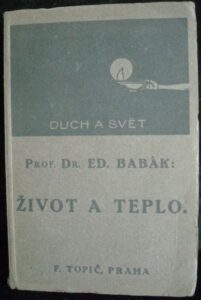 DUCH A SVĚT
PROF. DR. ED. BABÁK:
ŽIVOT A TEPLO.
F. TOPIČ, PRAHA